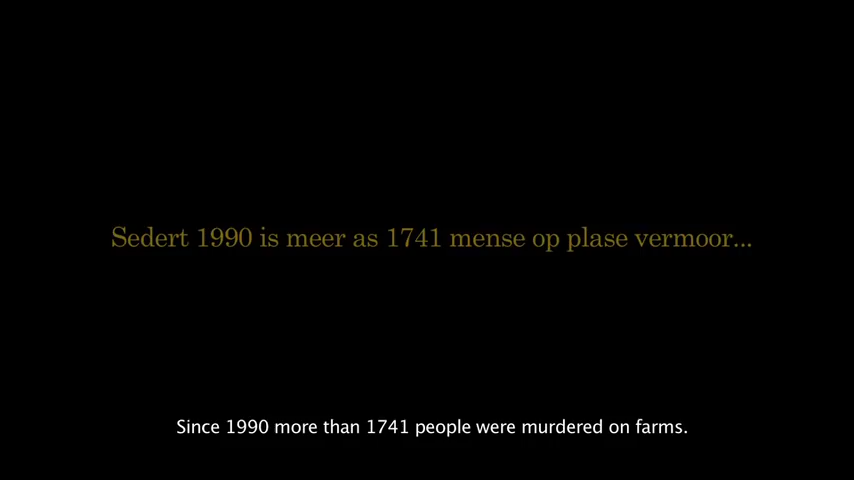 Sedert 1990 is meer as 1741 mense op plase vermoor...
Since 1990 more than 1741 people were murdered on farms.